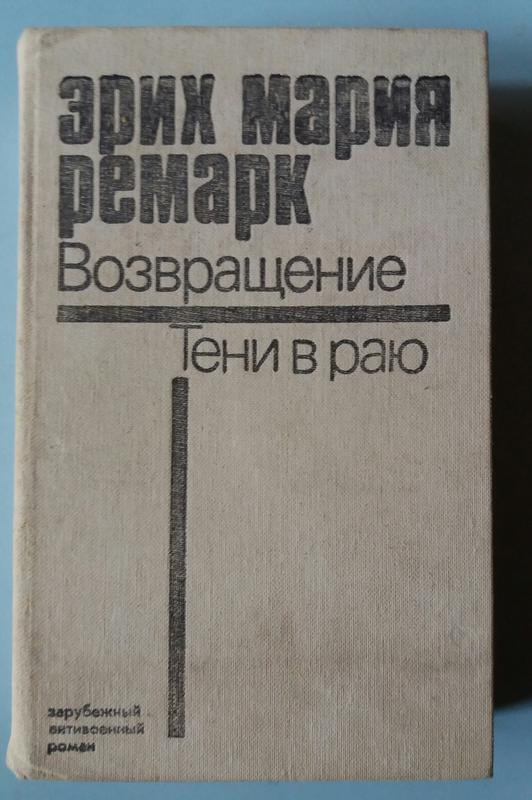 эрих мария
ремарк
Возвращение
Тени в раю
зарубежный
антивоенный
роман